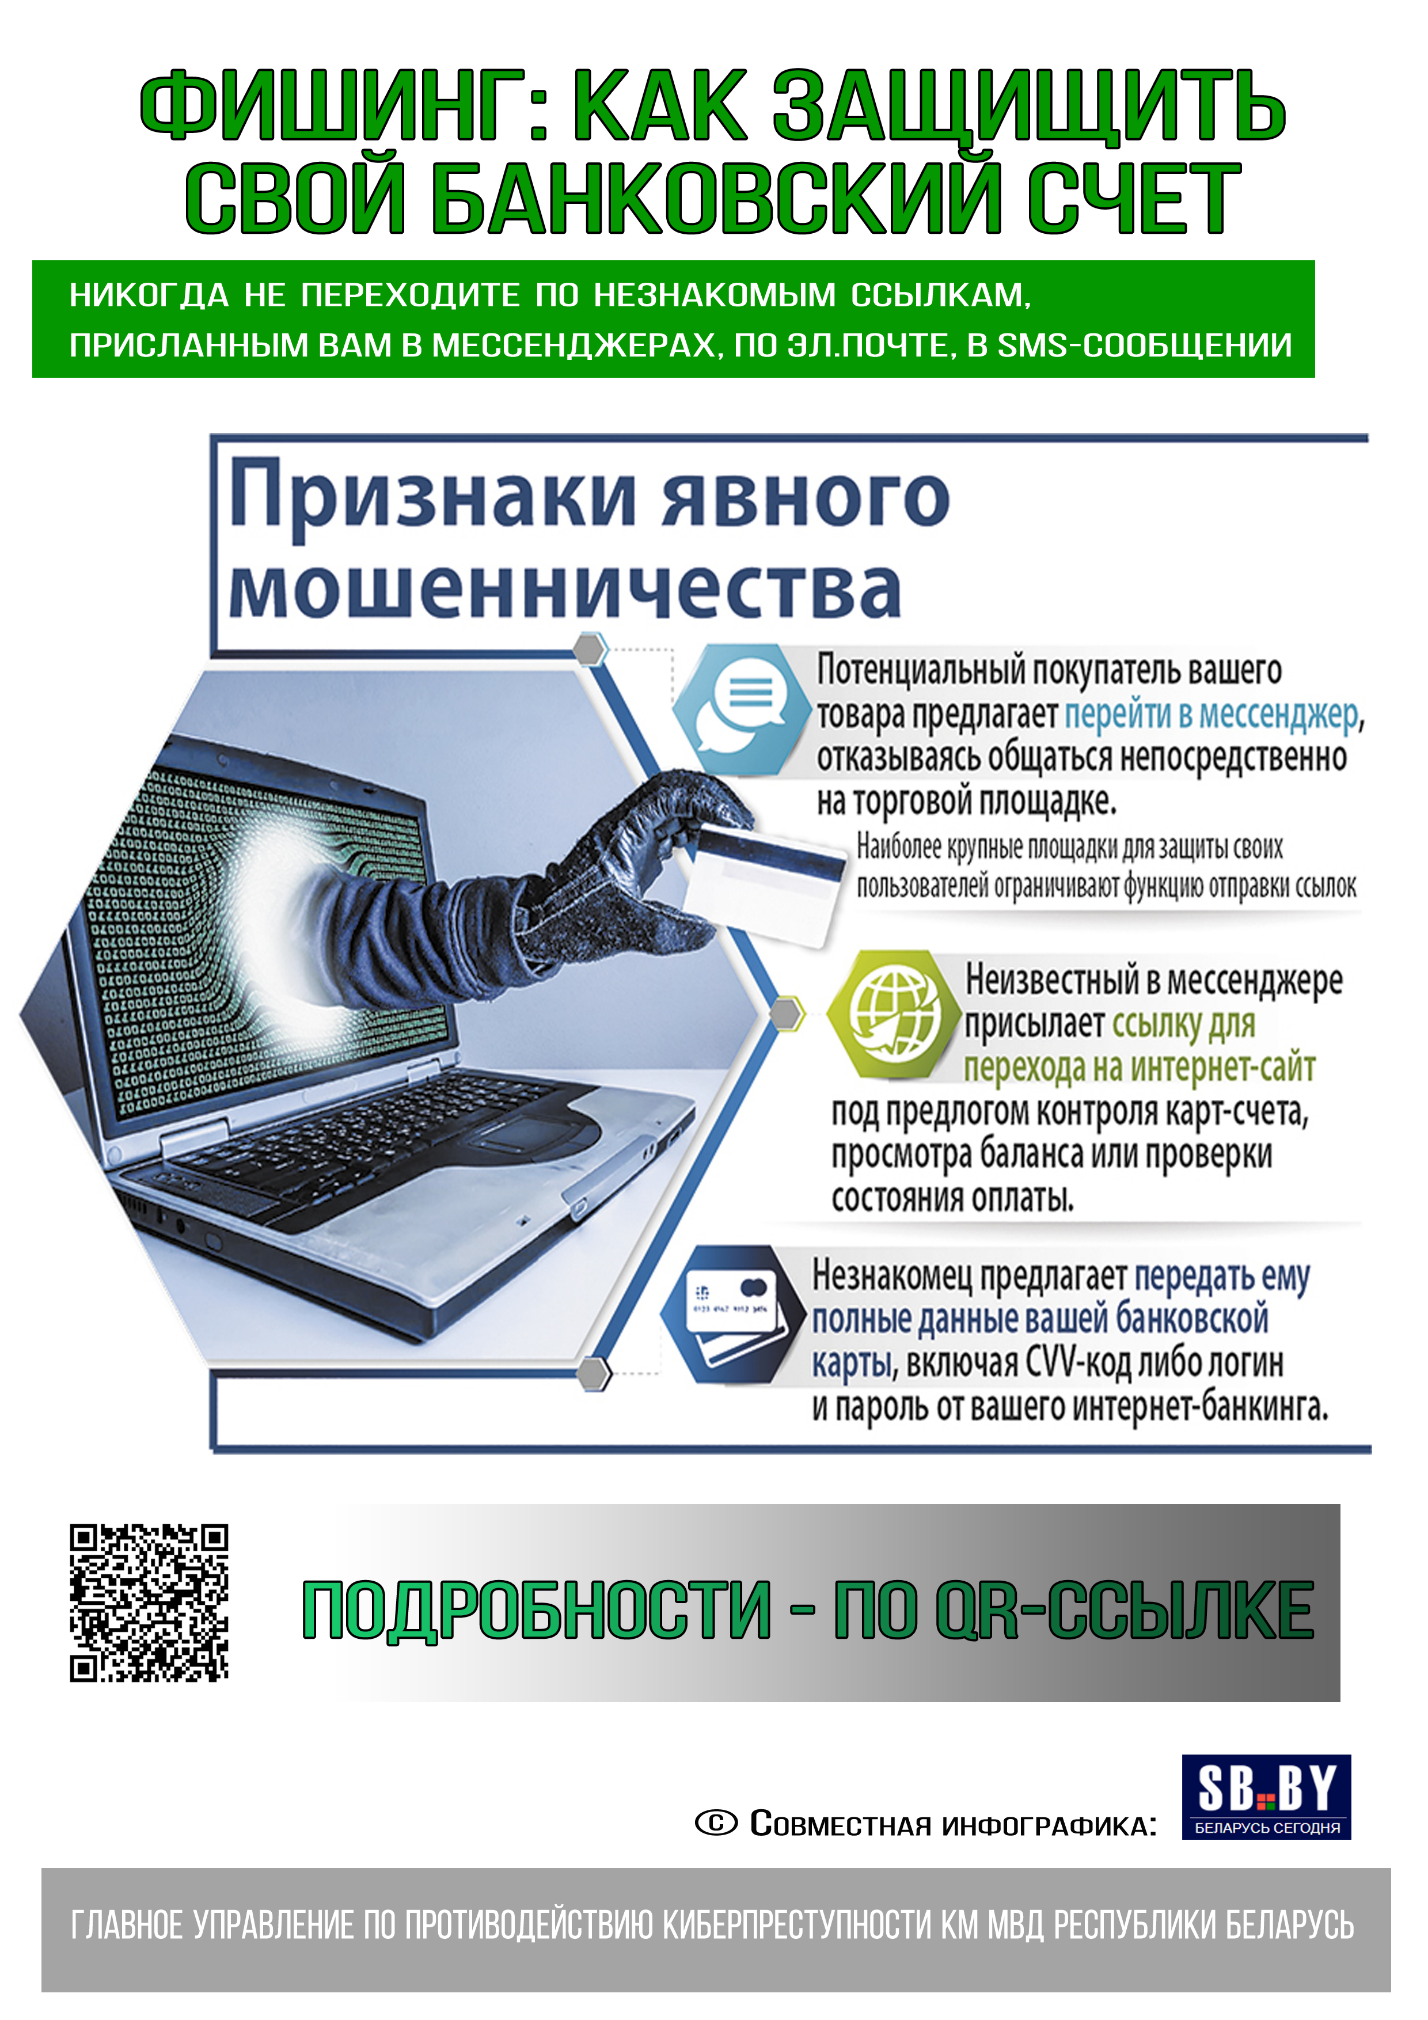 ФИШИНГ: КАК ЗАЩИТИТЬ
СВОЙ БАНКОВСКИЙ СЧЕТ
НИКОГДА НЕ ПЕРЕХОДИТЕ ПО НЕЗНАКОМЫМ ССЫЛКАМ,
ПРИСЛАННЫМ ВАМ В МЕССЕНДЖЕРАХ, ПО ЭЛ.ПОЧТЕ, В SMS-СООБЩЕНИИ
Признаки явного
мошенничества
Потенциальный покупатель вашего
товара предлагает перейти в мессенджер,
отказываясь общаться непосредственно
на торговой площадке.
Наиболее крупные площадки для защиты своих
пользователей ограничивают функцию отправки ссылок
Неизвестный в мессенджере
присылает ссылку для
перехода на интернет-сайт
под предлогом контроля карт-счета,
просмотра баланса или проверки
состояния оплаты.
Незнакомец предлагает передать ему
полные данные вашей банковской
карты, включая CVV-код либо логин
и пароль от вашего интернет-банкинга.
ПОДРОБНОСТИ - ПО QR-ССЫЛКЕ
© Совместная инфографика:
SB.BY
БЕЛАРУСЬ СЕГОДНЯ
ГЛАВНОЕ УПРАВЛЕНИЕ ПО ПРОТИВОДЕЙСТВИЮ КИБЕРПРЕСТУПНОСТИ КМ МВД РЕСПУБЛИКИ БЕЛАРУСЬ